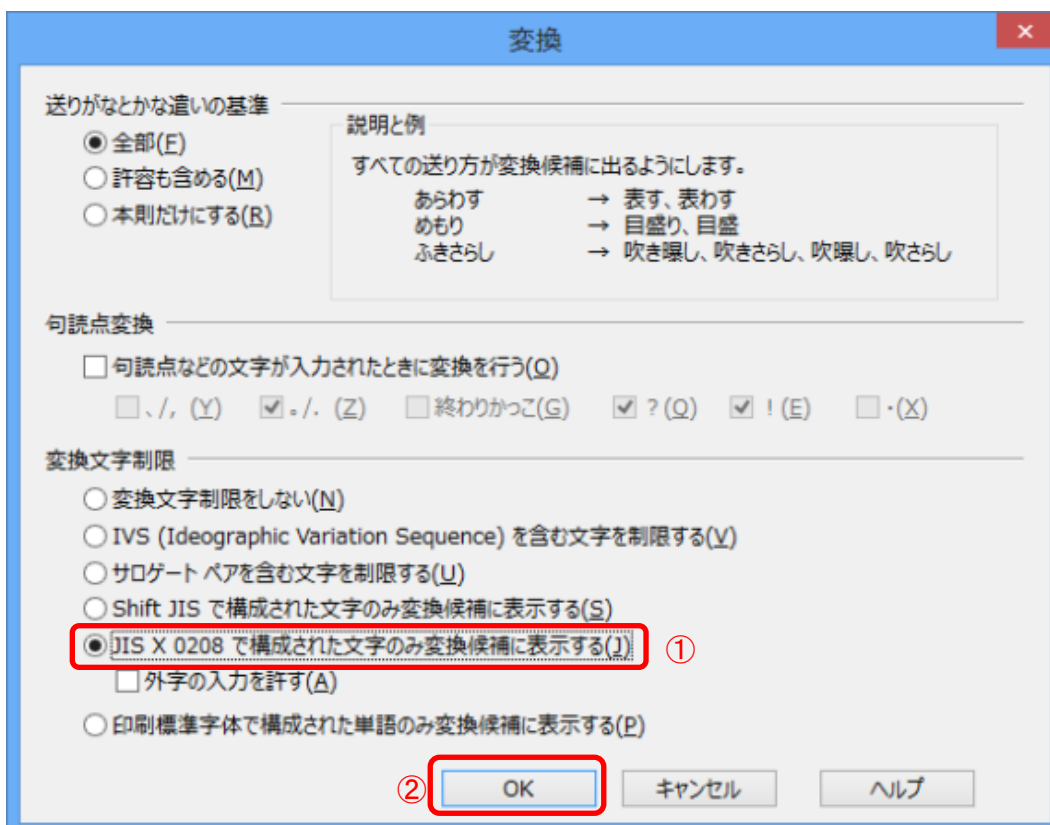 変換
送りがなとかな遣いの基準
全部(F)
許容も含める(M)
本則だけにする(R)
説明と例
すべての送り方が変換候補に出るようにします。
あらわす → 表す、表わす
めもり → 目盛り、目盛
ふきさらし → 吹き曝し、吹きさらし、吹曝し、吹さらし
句読点変換
句読点などの文字が入力されたときに変換を行う(O)
、/, (Y) 。/. (Z) 終わりかっこ(G) ? (Q) ! (E) ・(X)
変換文字制限
変換文字制限をしない(N)
IVS (Ideographic Variation Sequence) を含む文字を制限する(V)
サロゲート ペアを含む文字を制限する(U)
Shift JIS で構成された文字のみ変換候補に表示する(S)
JIS X 0208 で構成された文字のみ変換候補に表示する(J) ①
外字の入力を許す(A)
印刷標準字体で構成された単語のみ変換候補に表示する(P)
② OK キャンセル ヘルプ